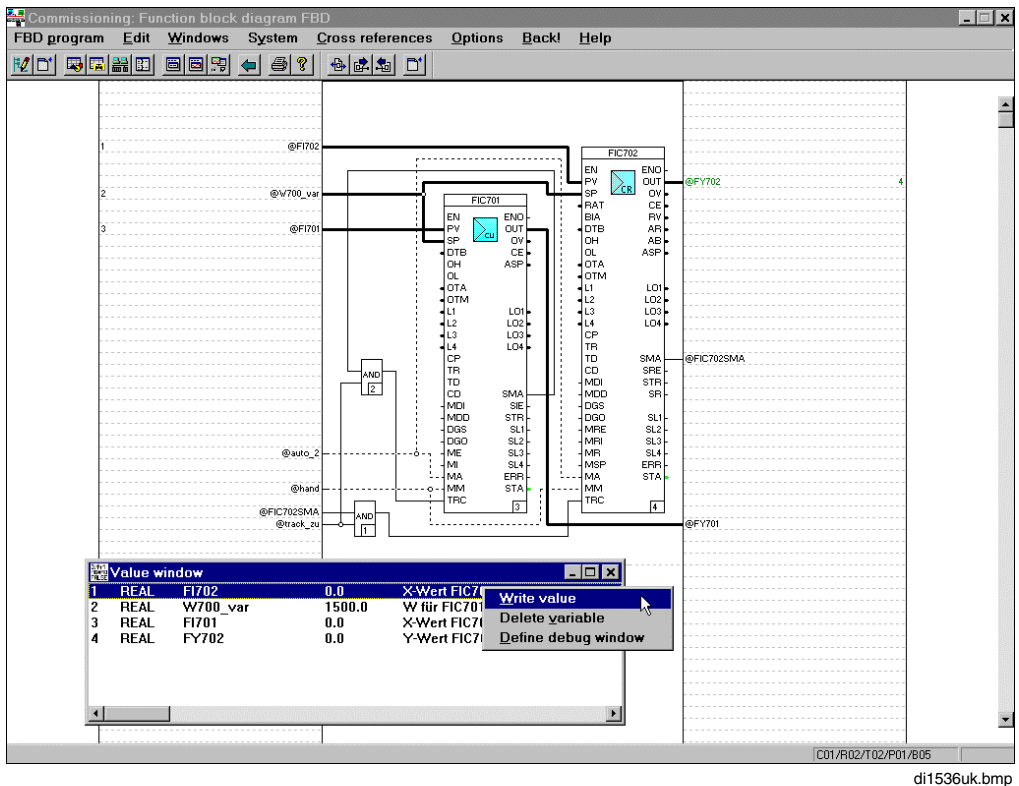 Commissioning: Function block diagram FBD
FBD program Edit Windows System Cross references Options Back! Help
1 @FI702
2 @W700_var
3 @FI701
@auto_2
@hand
@FIC702SMA
@track_zu
AND
2
AND
1
FIC701
EN ENO
PV OUT
SP OV
DTB CE
OH ASP
OL
OTA
OTM
L1 LO1
L2 LO2
L3 LO3
L4 LO4
CP
TR
TD
CD SMA
MDI SIE
MDD STR
DGS SL1
DGO SL2
ME SL3
MI SL4
MA ERR
MM STA
TRC
3
CU
FIC702
EN ENO
PV OUT
SP OV
RAT CE
BIA RV
DTB AR
OH AB
OL ASP
OTA
OTM
L1 LO1
L2 LO2
L3 LO3
L4 LO4
CP
TR
TD SMA
CD SRE
MDI STR
MDD SR
DGS
DGO SL1
MRE SL2
MRI SL3
MR SL4
MSP ERR
MA STA
MM
TRC
4
CR
@FY702 4
@FIC702SMA
@FY701
Value window
1 REAL FI702 0.0 X-Wert FIC7
2 REAL W700_var 1500.0 W für FIC701
3 REAL FI701 0.0 X-Wert FIC7
4 REAL FY702 0.0 Y-Wert FIC7
Write value
Delete variable
Define debug window
C01/R02/T02/P01/B05
di1536uk.bmp